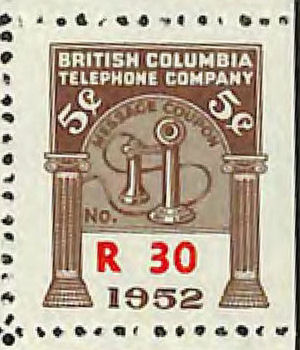 BRITISH COLUMBIA
TELEPHONE COMPANY
5¢ 5¢
MESSAGE COUPON
No.
R 30
1952